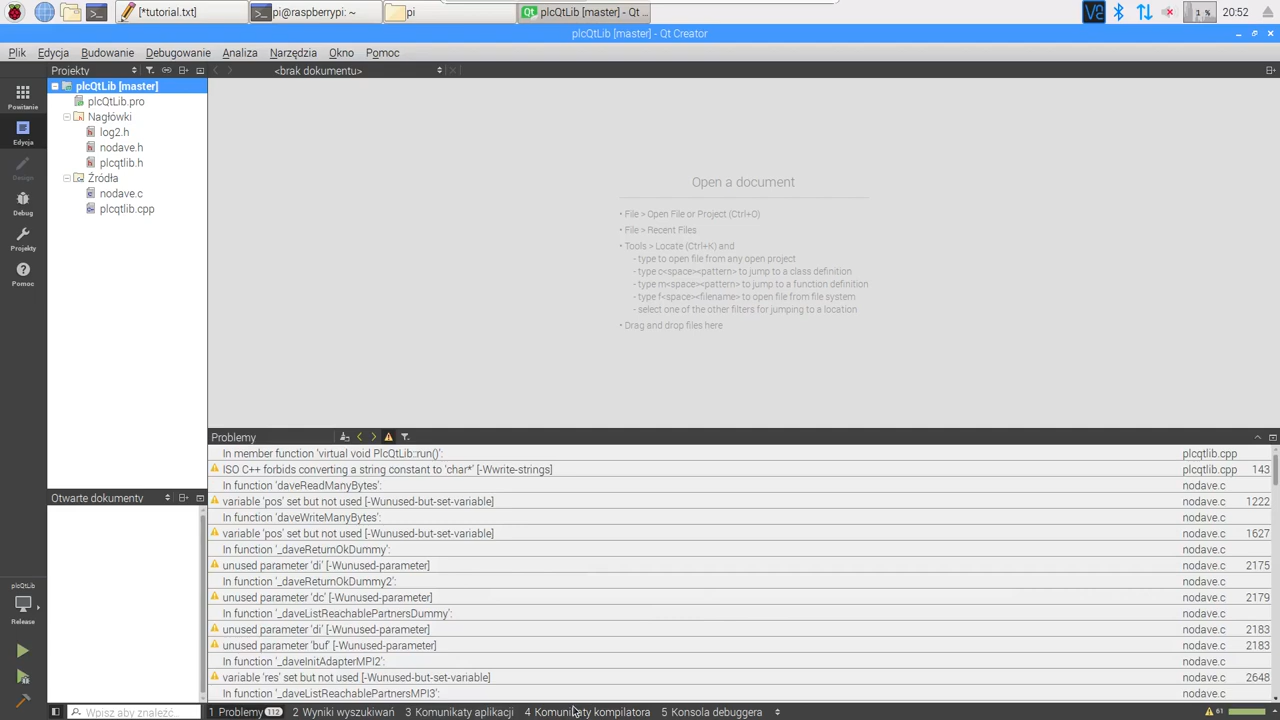 [*tutorial.txt]
pi@raspberrypi: ~
pi
plcQtLib [master] - Qt ...
1 %
20:52
plcQtLib [master] - Qt Creator
Plik Edycja Budowanie Debugowanie Analiza Narzędzia Okno Pomoc
Projekty
<brak dokumentu>
Powitanie
Edycja
Design
Debug
Projekty
Pomoc
plcQtLib [master]
plcQtLib.pro
Nagłówki
log2.h
nodave.h
plcqtlib.h
Źródła
nodave.c
plcqtlib.cpp
Open a document
• File > Open File or Project (Ctrl+O)
• File > Recent Files
• Tools > Locate (Ctrl+K) and
- type to open file from any open project
- type c<space><pattern> to jump to a class definition
- type m<space><pattern> to jump to a function definition
- type f<space><filename> to open file from file system
- select one of the other filters for jumping to a location
• Drag and drop files here
Otwarte dokumenty
Problemy
In member function 'virtual void PlcQtLib::run()': plcqtlib.cpp
ISO C++ forbids converting a string constant to 'char*' [-Wwrite-strings] plcqtlib.cpp 143
In function 'daveReadManyBytes': nodave.c
variable 'pos' set but not used [-Wunused-but-set-variable] nodave.c 1222
In function 'daveWriteManyBytes': nodave.c
variable 'pos' set but not used [-Wunused-but-set-variable] nodave.c 1627
In function '_daveReturnOkDummy': nodave.c
unused parameter 'di' [-Wunused-parameter] nodave.c 2175
In function '_daveReturnOkDummy2': nodave.c
unused parameter 'dc' [-Wunused-parameter] nodave.c 2179
In function '_daveListReachablePartnersDummy': nodave.c
unused parameter 'di' [-Wunused-parameter] nodave.c 2183
unused parameter 'buf' [-Wunused-parameter] nodave.c 2183
In function '_daveInitAdapterMPI2': nodave.c
variable 'res' set but not used [-Wunused-but-set-variable] nodave.c 2648
In function '_daveListReachablePartnersMPI3': nodave.c
plcQtLib
Release
Wpisz aby znaleźć...
1 Problemy 112 2 Wyniki wyszukiwań 3 Komunikaty aplikacji 4 Komunikaty kompilatora 5 Konsola debuggera
61